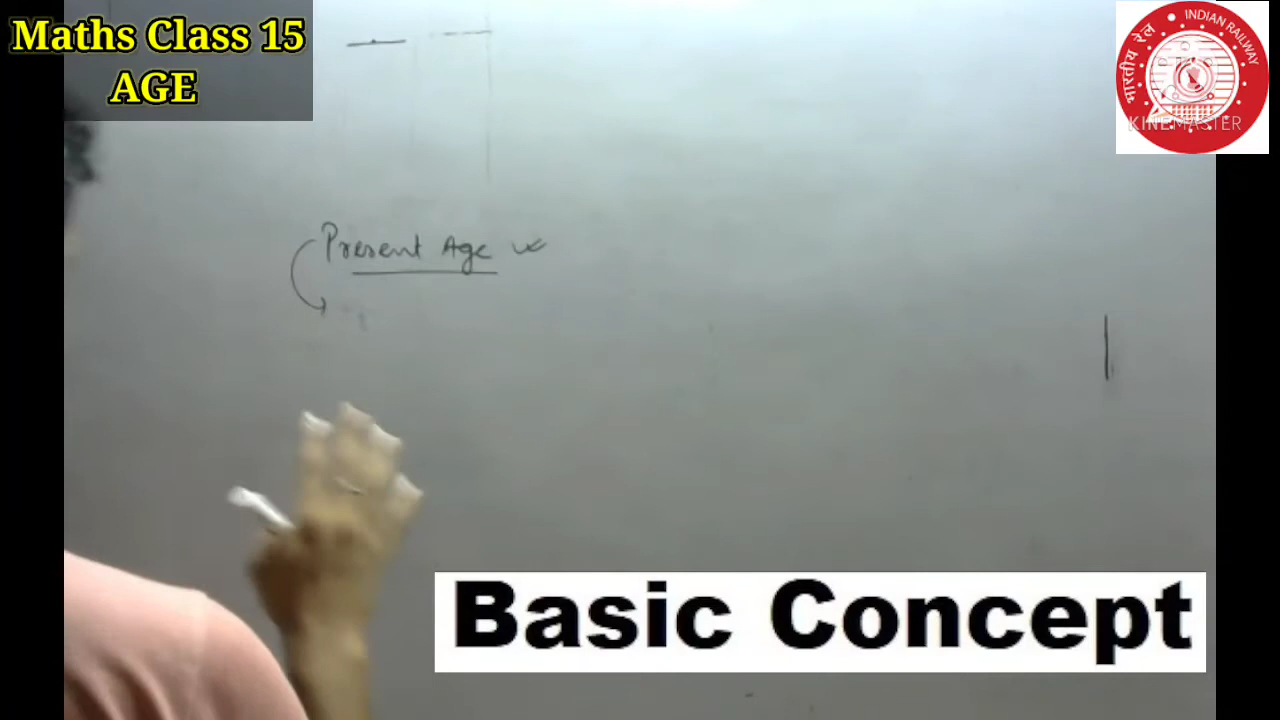 Maths Class 15
AGE
भारतीय रेल
INDIAN RAILWAY
KINEMASTER
Present Age
Basic Concept